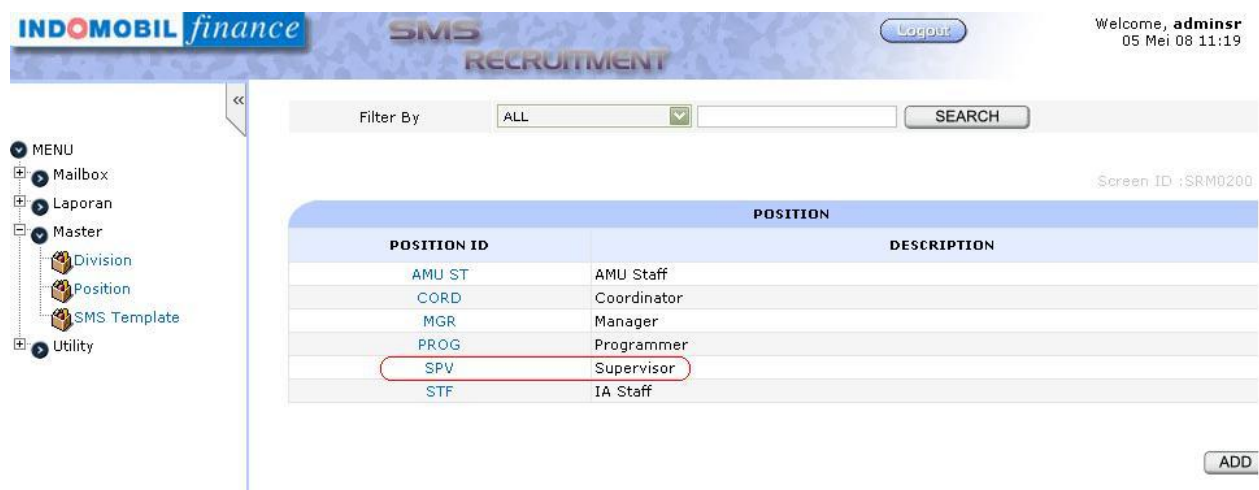 INDOMOBIL finance
SMS
RECRUITMENT
Logout
Welcome, adminsr
05 Mei 08 11:19
«
Filter By ALL SEARCH
MENU
Mailbox
Laporan
Master
Division
Position
SMS Template
Utility
Screen ID :SRM0200
POSITION
POSITION ID DESCRIPTION
AMU ST AMU Staff
CORD Coordinator
MGR Manager
PROG Programmer
SPV Supervisor
STF IA Staff
ADD